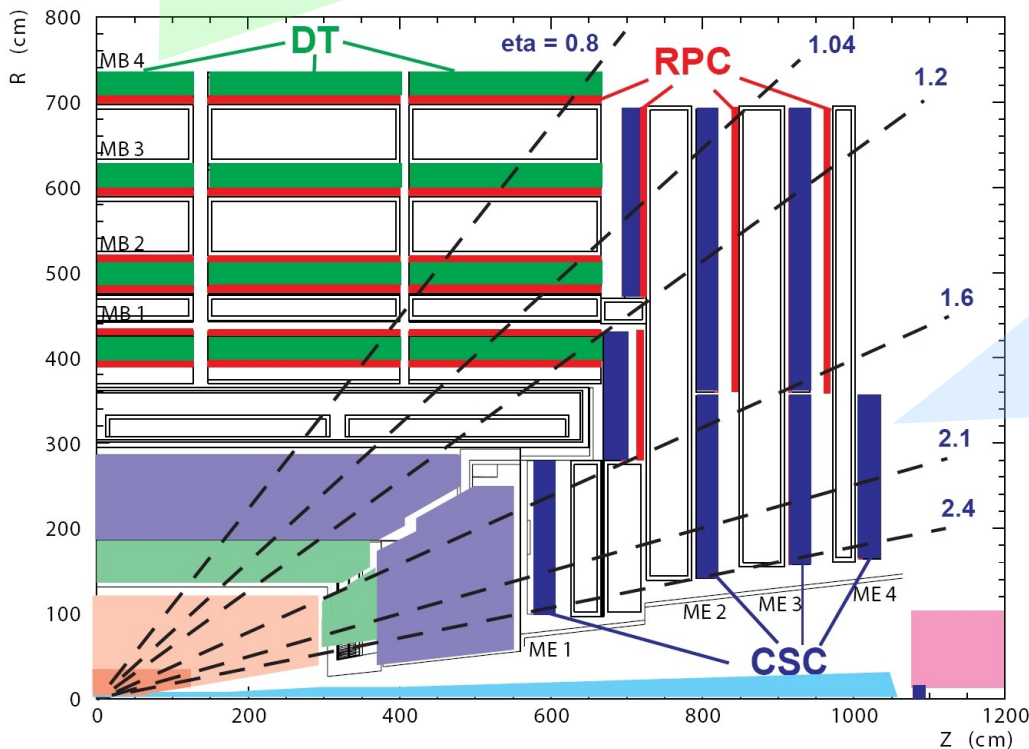 800
R (cm)
700
600
500
400
300
200
100
0
MB 4
MB 3
MB 2
MB 1
DT
eta = 0.8
RPC
1.04
1.2
1.6
2.1
2.4
ME 1
ME 2
ME 3
ME 4
CSC
0
200
400
600
800
1000
1200
Z (cm)